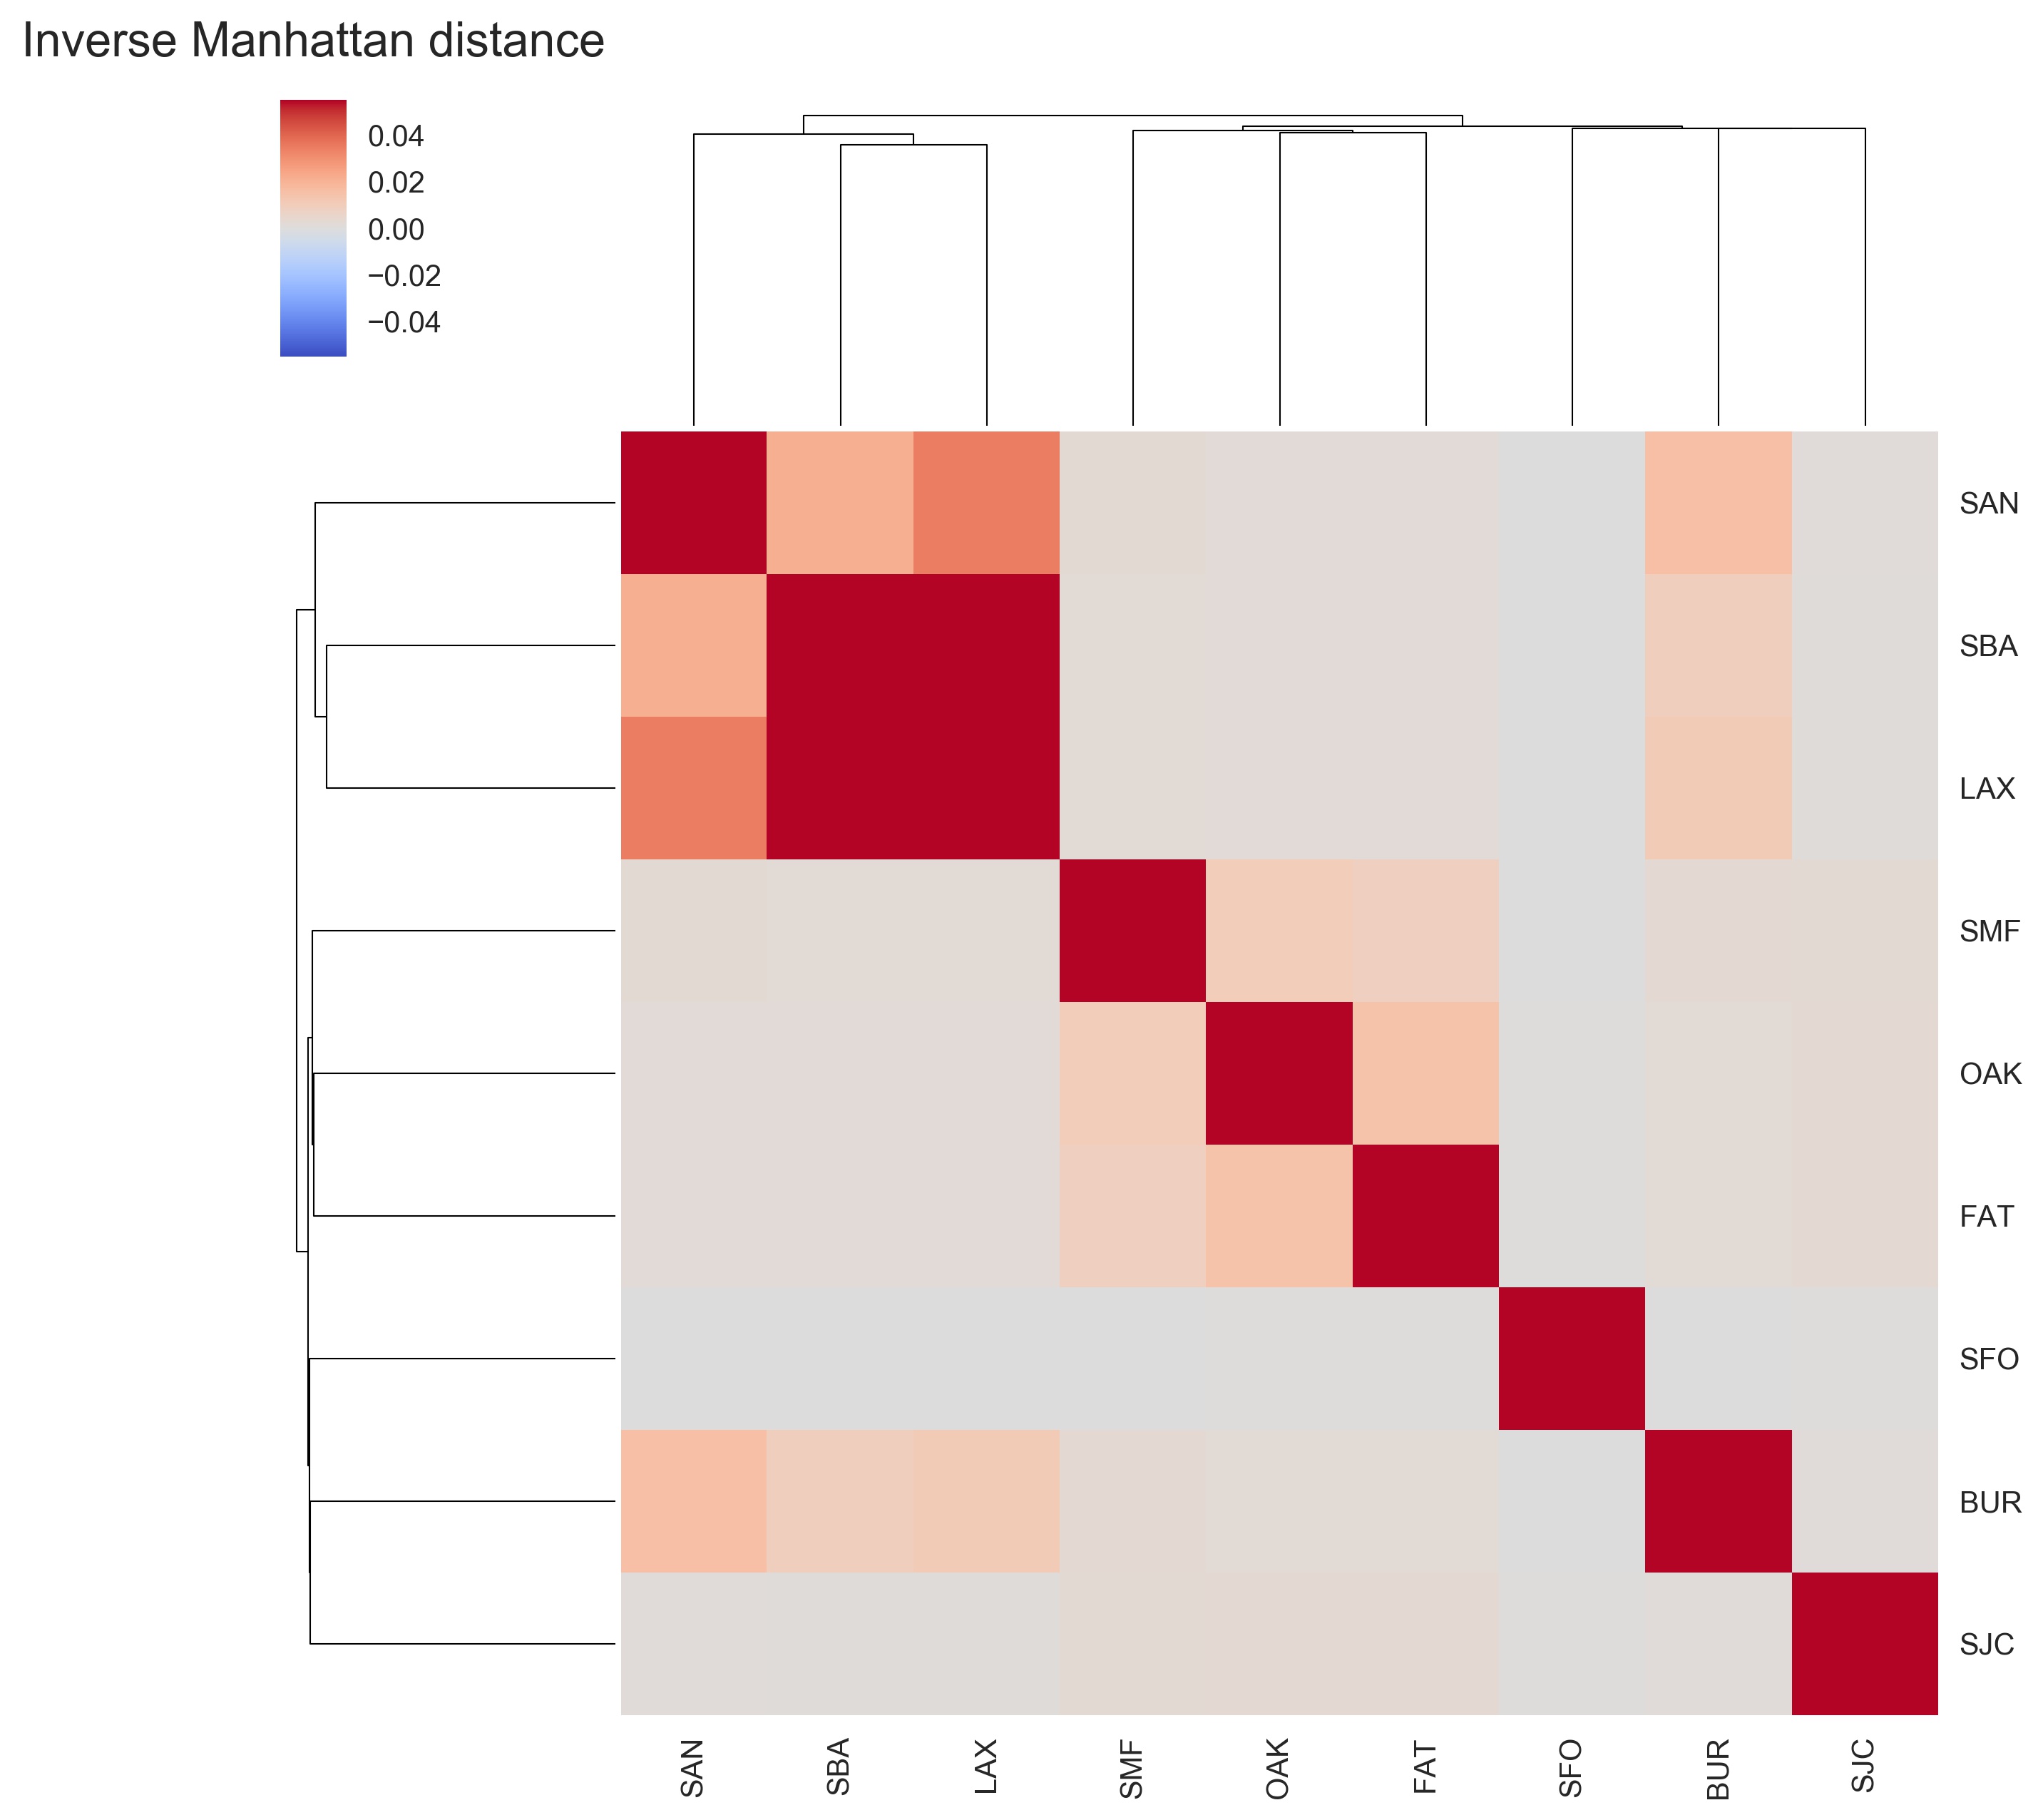 Inverse Manhattan distance
0.04
0.02
0.00
−0.02
−0.04
SAN
SBA
LAX
SMF
OAK
FAT
SFO
BUR
SJC
SAN SBA LAX SMF OAK FAT SFO BUR SJC